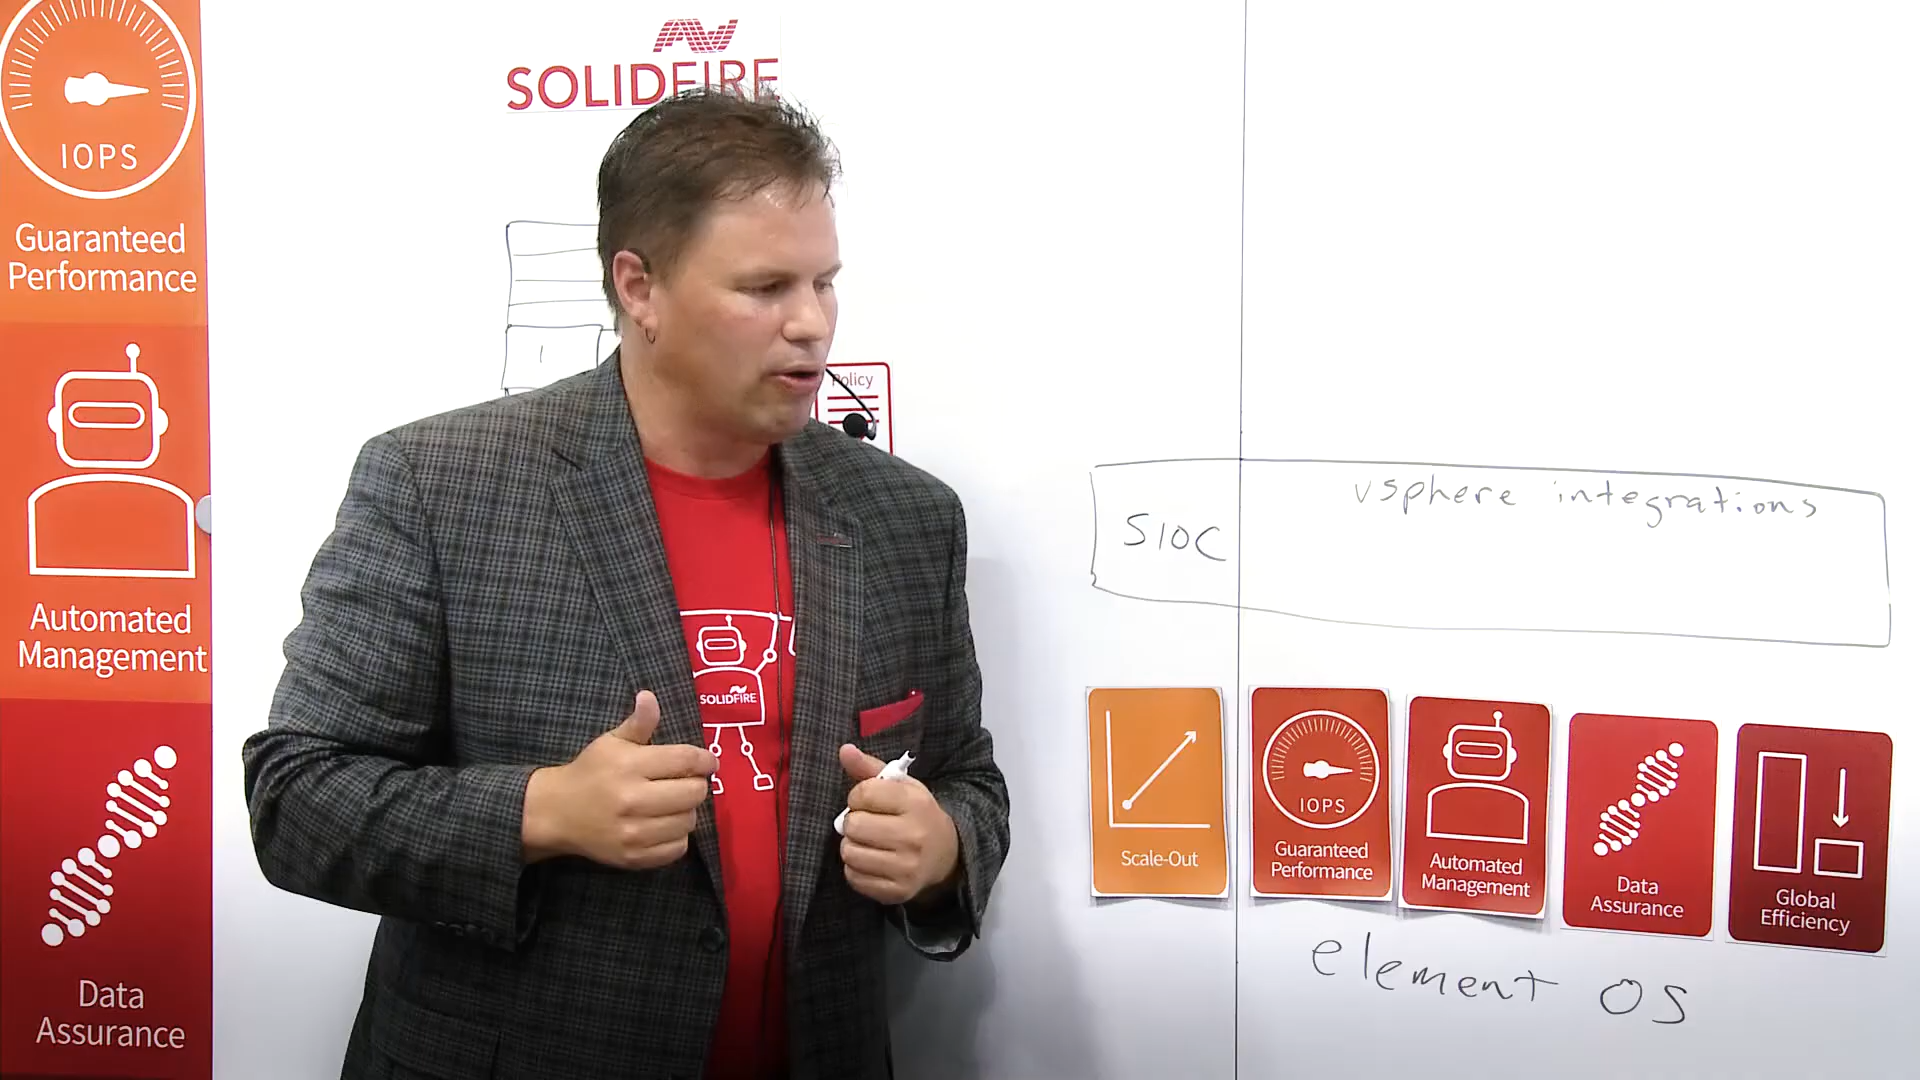 IOPS
Guaranteed
Performance
Automated
Management
Data
Assurance
SOLIDFIRE
1
Policy
SOLIDFIRE
vsphere integrations
SIOC
Scale-Out
IOPS
Guaranteed
Performance
Automated
Management
Data
Assurance
Global
Efficiency
element OS